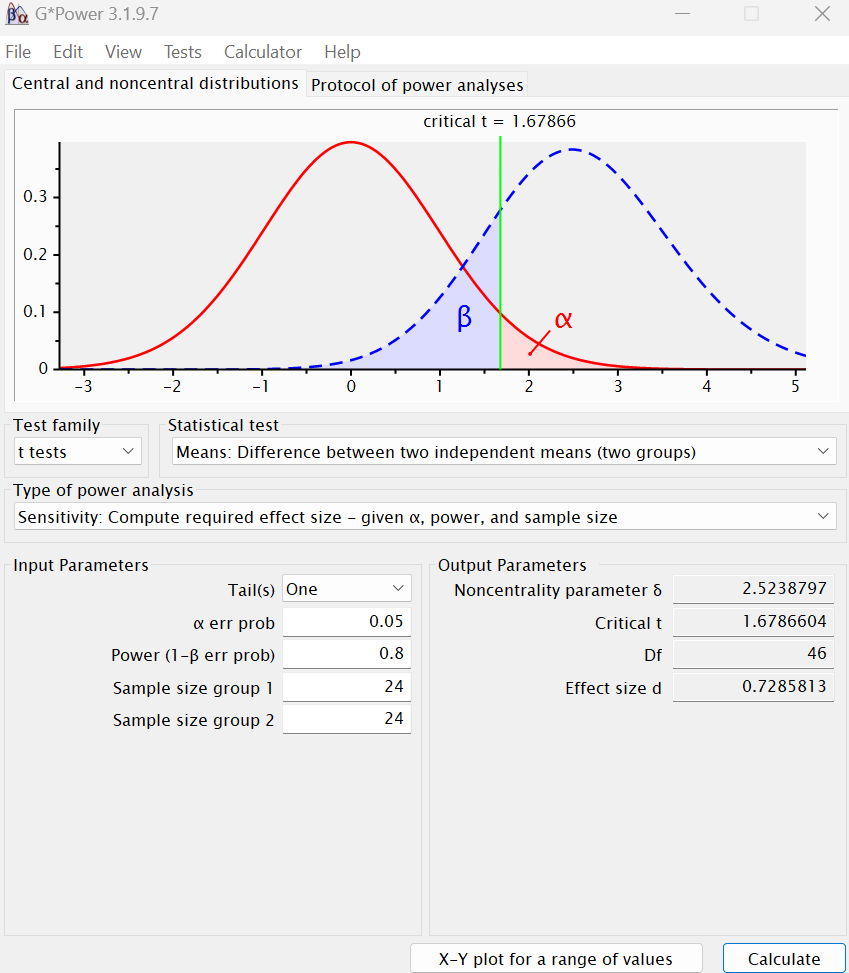 G*Power 3.1.9.7
File Edit View Tests Calculator Help
Central and noncentral distributions Protocol of power analyses
critical t = 1.67866
0.3
0.2
0.1
0
β
α
-3 -2 -1 0 1 2 3 4 5
Test family
t tests
Statistical test
Means: Difference between two independent means (two groups)
Type of power analysis
Sensitivity: Compute required effect size – given α, power, and sample size
Input Parameters
Tail(s) One
α err prob 0.05
Power (1-β err prob) 0.8
Sample size group 1 24
Sample size group 2 24
Output Parameters
Noncentrality parameter δ 2.5238797
Critical t 1.6786604
Df 46
Effect size d 0.7285813
X-Y plot for a range of values
Calculate